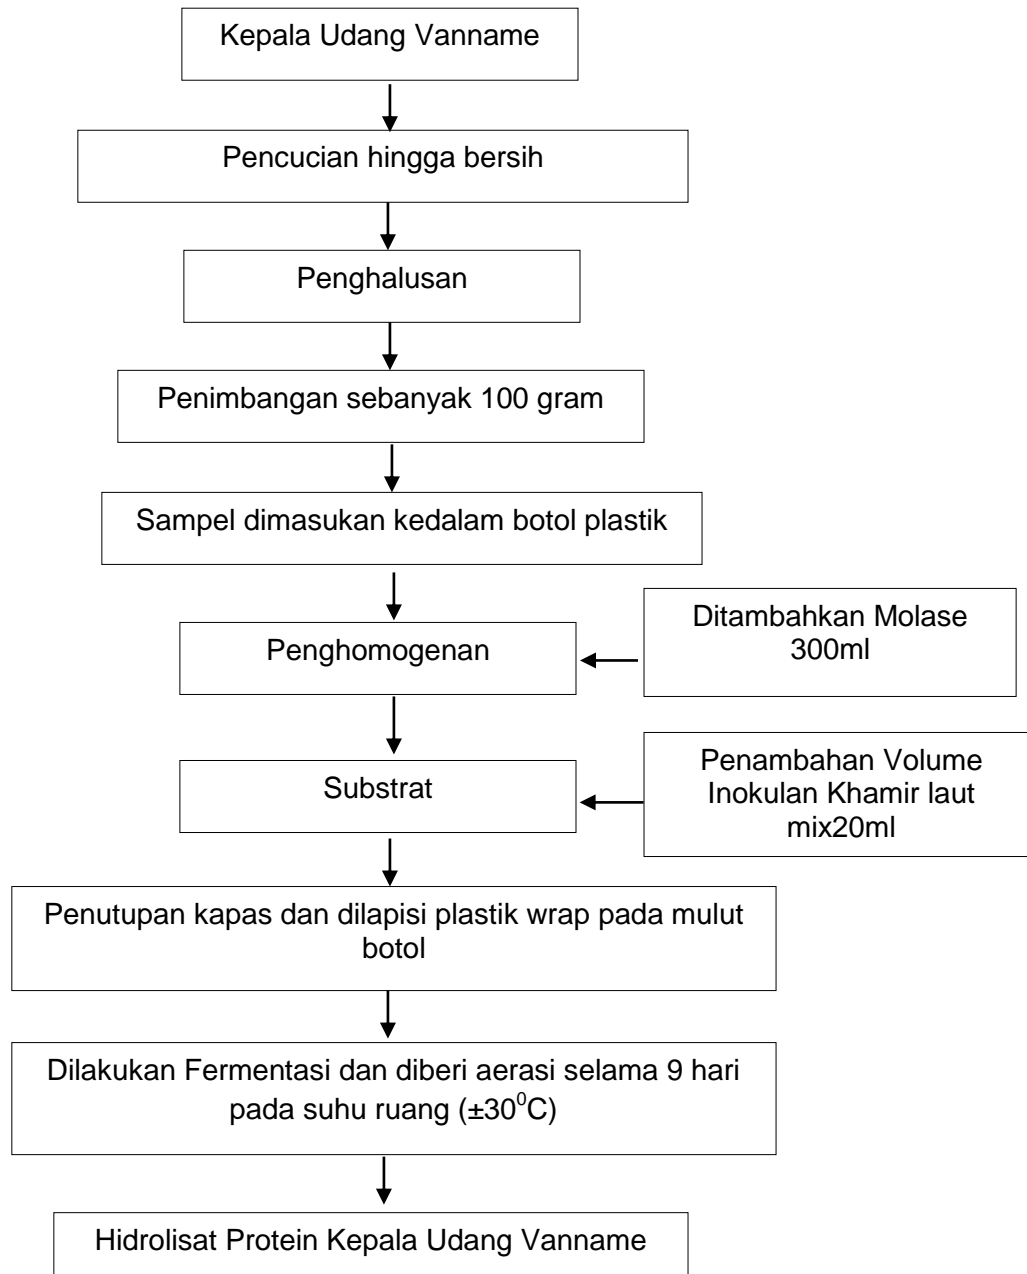 Kepala Udang Vanname
Pencucian hingga bersih
Penghalusan
Penimbangan sebanyak 100 gram
Sampel dimasukan kedalam botol plastik
Penghomogenan
Ditambahkan Molase
300ml
Substrat
Penambahan Volume
Inokulan Khamir laut
mix20ml
Penutupan kapas dan dilapisi plastik wrap pada mulut
botol
Dilakukan Fermentasi dan diberi aerasi selama 9 hari
pada suhu ruang (±30⁰C)
Hidrolisat Protein Kepala Udang Vanname